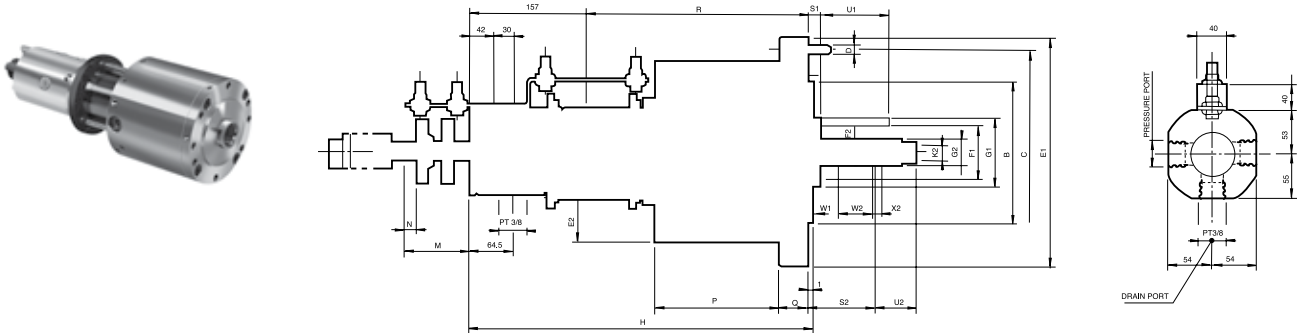 157
R
S1
U1
42
30
D
F2
K2
G2
F1
G1
B
C
E1
W1
W2
X2
N
PT 3/8
E2
M
64.5
1
P
Q
S2
U2
H
40
PRESSURE PORT
40
53
55
PT3/8
54
54
DRAIN PORT